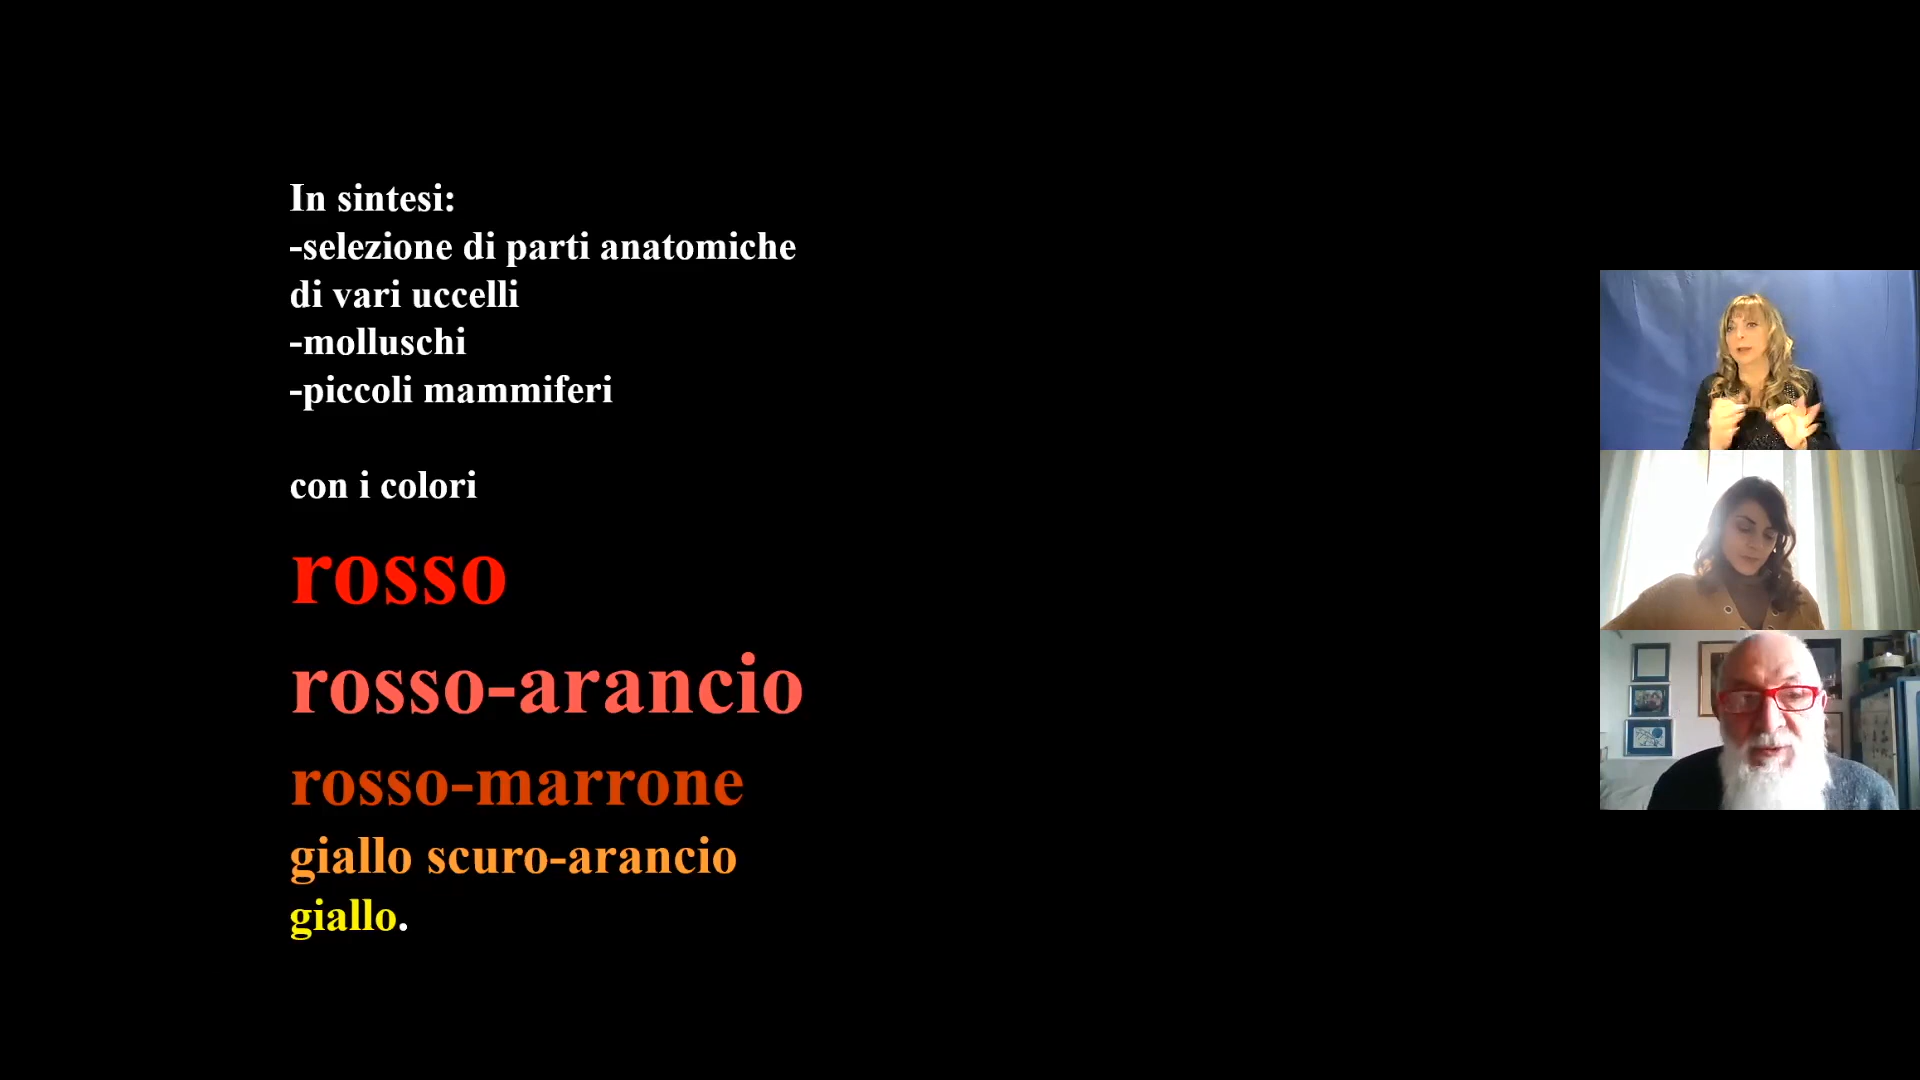 In sintesi:
-selezione di parti anatomiche
di vari uccelli
-molluschi
-piccoli mammiferi
con i colori
rosso
rosso-arancio
rosso-marrone
giallo scuro-arancio
giallo.